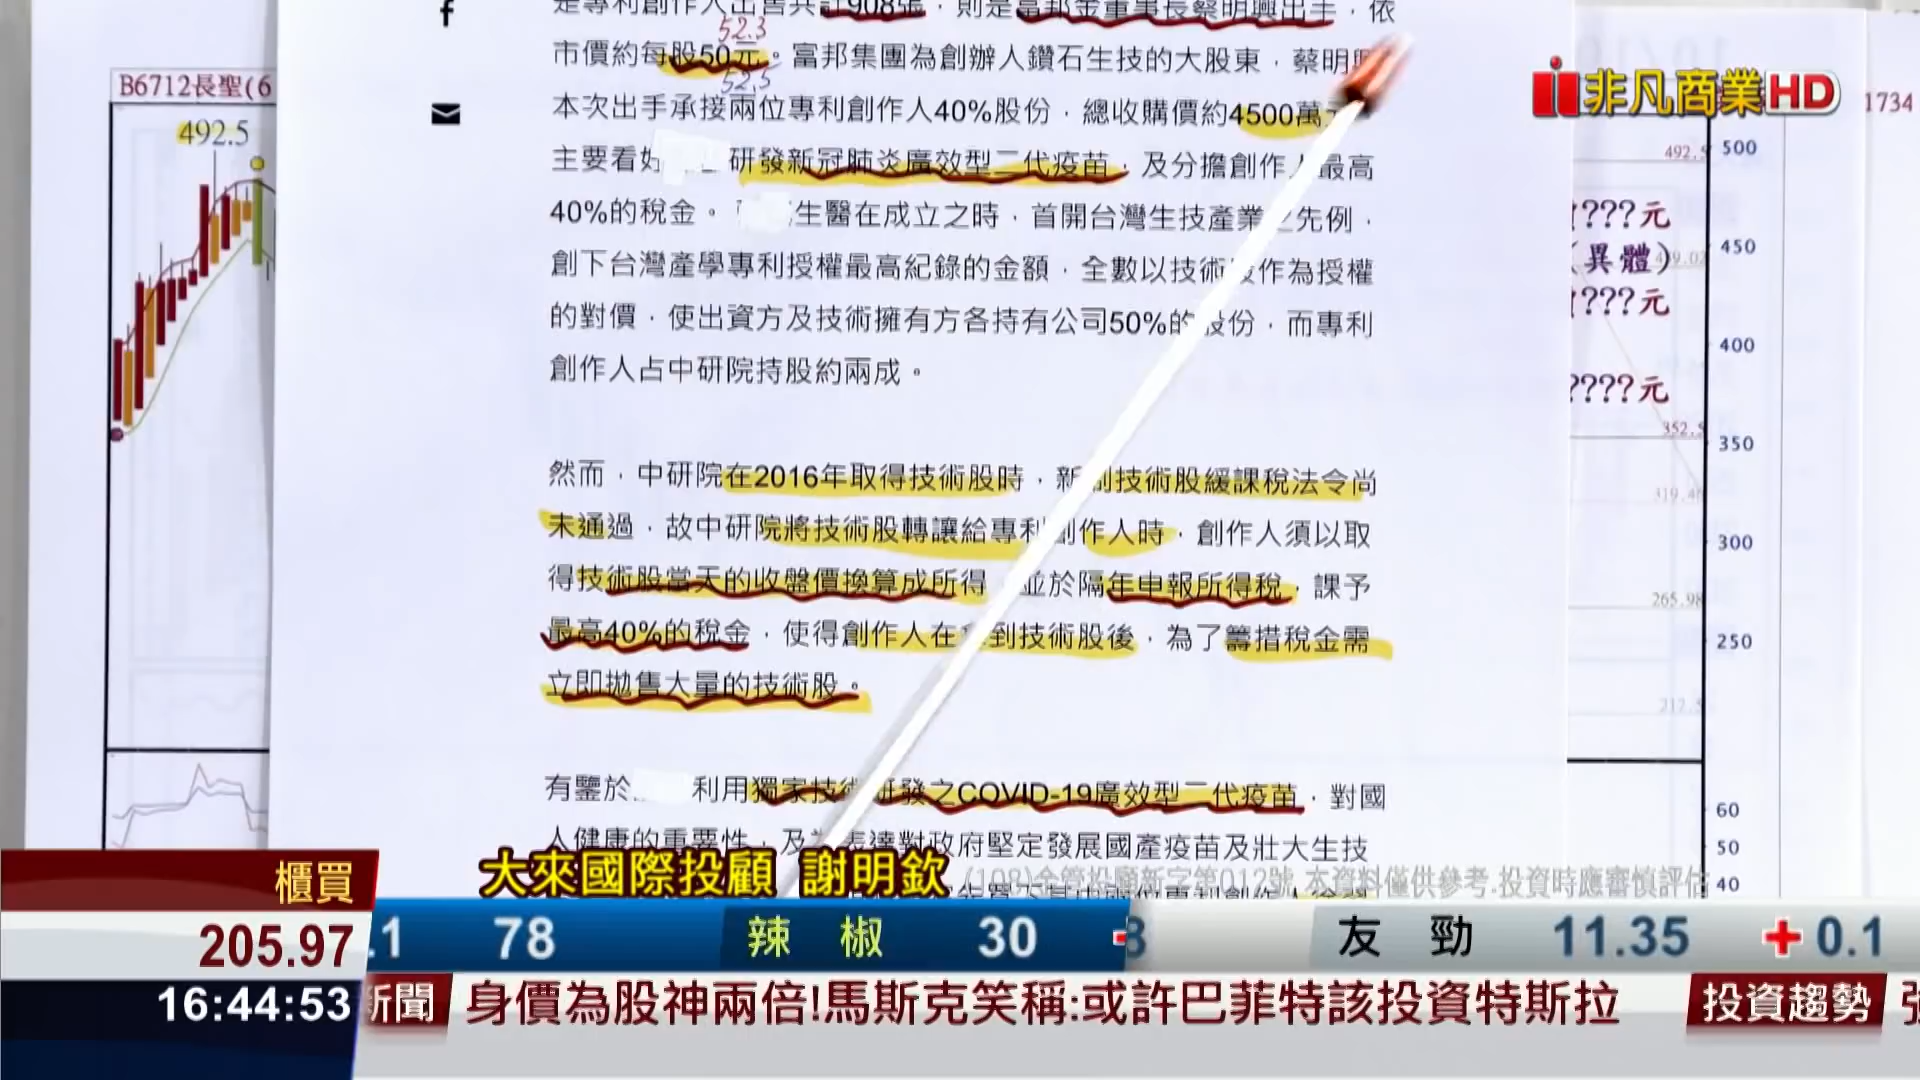 是專利創作人出售共計908張，則是富邦金董事長蔡明興出手，依
52.3
市價約每股50元。富邦集團為創辦人鑽石生技的大股東，蔡明
52.5
本次出手承接兩位專利創作人40%股份，總收購價約4500萬
主要看好 研發新冠肺炎廣效型二代疫苗，及分擔創作人最高
40%的稅金。 生醫在成立之時，首開台灣生技產業之先例，
創下台灣產學專利授權最高紀錄的金額，全數以技術股作為授權
的對價，使出資方及技術擁有方各持有公司50%的股份，而專利
創作人占中研院持股約兩成。
然而，中研院在2016年取得技術股時，新制技術股緩課稅法令尚
未通過，故中研院將技術股轉讓給專利創作人時，創作人須以取
得技術股當天的收盤價換算成所得 並於隔年申報所得稅，課予
最高40%的稅金，使得創作人在拿到技術股後，為了籌措稅金需
立即拋售大量的技術股。
有鑒於 利用獨家技術研發之COVID-19廣效型二代疫苗，對國
人健康的重要性，及為表達對政府堅定發展國產疫苗及壯大生技
B6712長聖(6
492.5
非凡商業HD
1734
492.5
500
???元
(異體)
450
???元
400
????元
352.5
350
319.4
300
265.98
250
212.5
60
50
40
大來國際投顧 謝明欽
(108)金管投顧新字第012號 本資料僅供參考.投資時應審慎評估
櫃買
205.97
.1 78 辣椒 30
友勁 11.35 +0.1
16:44:53
新聞 身價為股神兩倍!馬斯克笑稱:或許巴菲特該投資特斯拉 投資趨勢